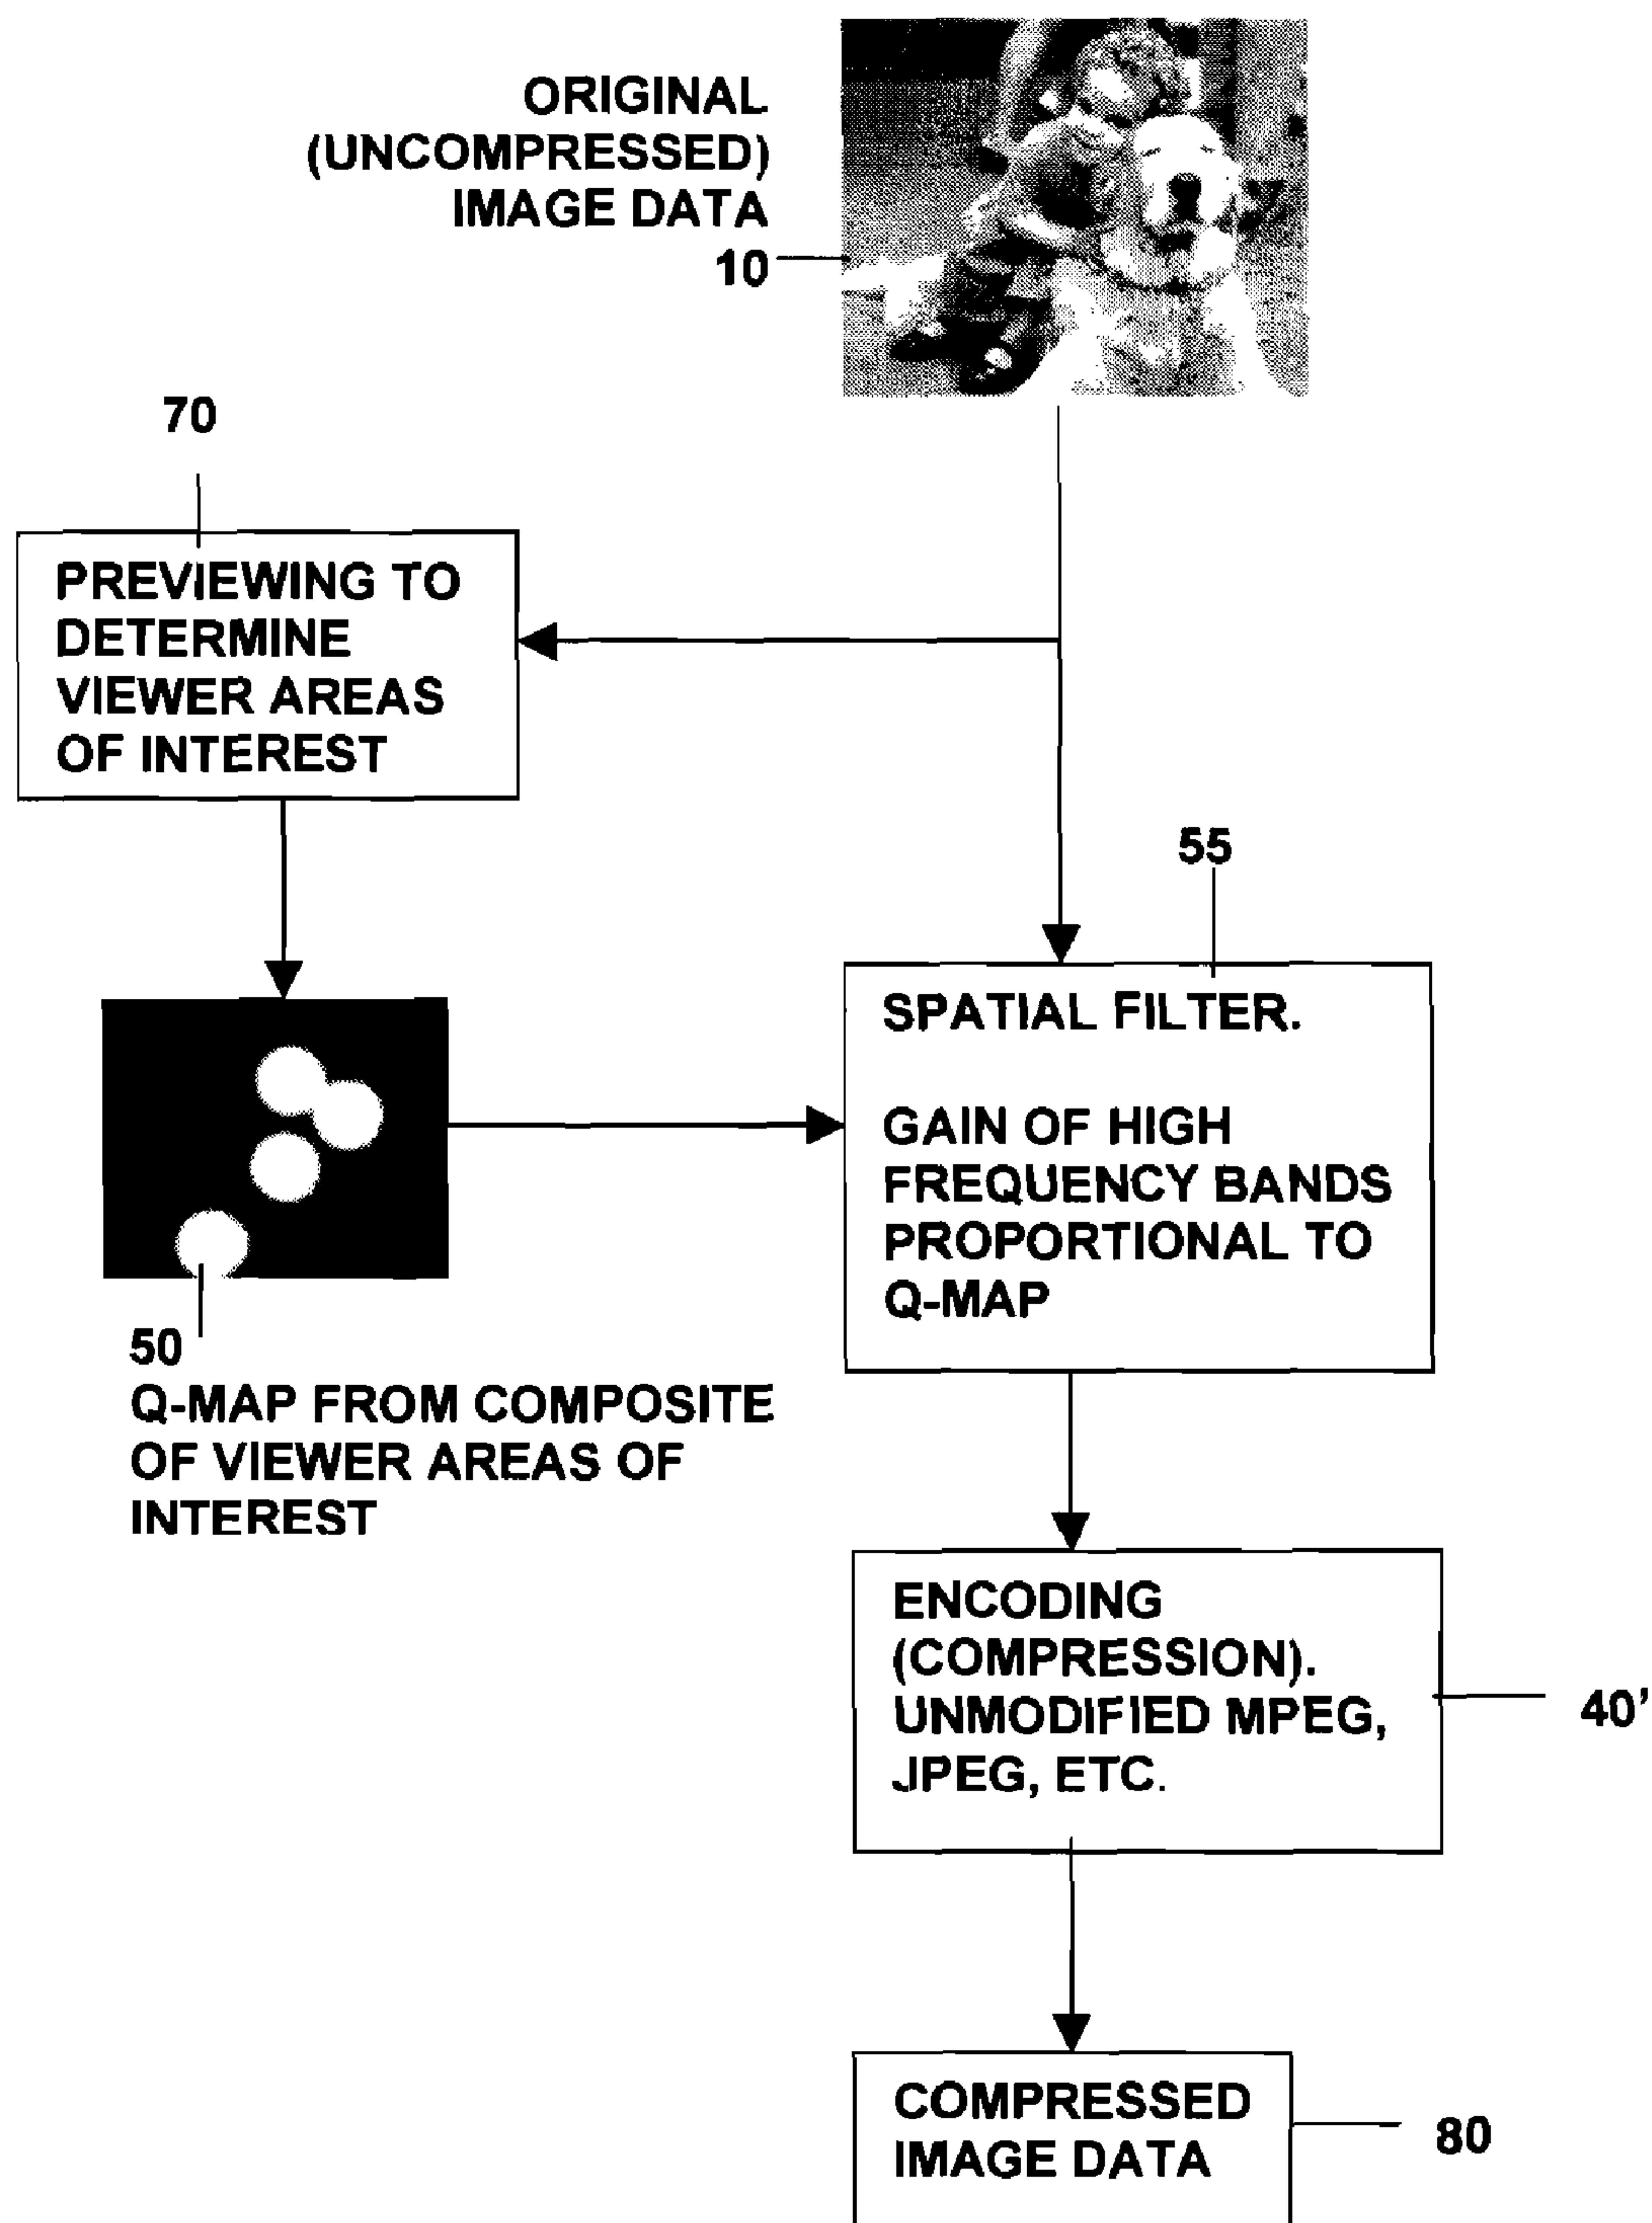 ORIGINAL
(UNCOMPRESSED)
IMAGE DATA
10
70
PREVIEWING TO
DETERMINE
VIEWER AREAS
OF INTEREST
55
SPATIAL FILTER.
GAIN OF HIGH
FREQUENCY BANDS
PROPORTIONAL TO
Q-MAP
50
Q-MAP FROM COMPOSITE
OF VIEWER AREAS OF
INTEREST
ENCODING
(COMPRESSION).
UNMODIFIED MPEG,
JPEG, ETC.
40'
COMPRESSED
IMAGE DATA
80